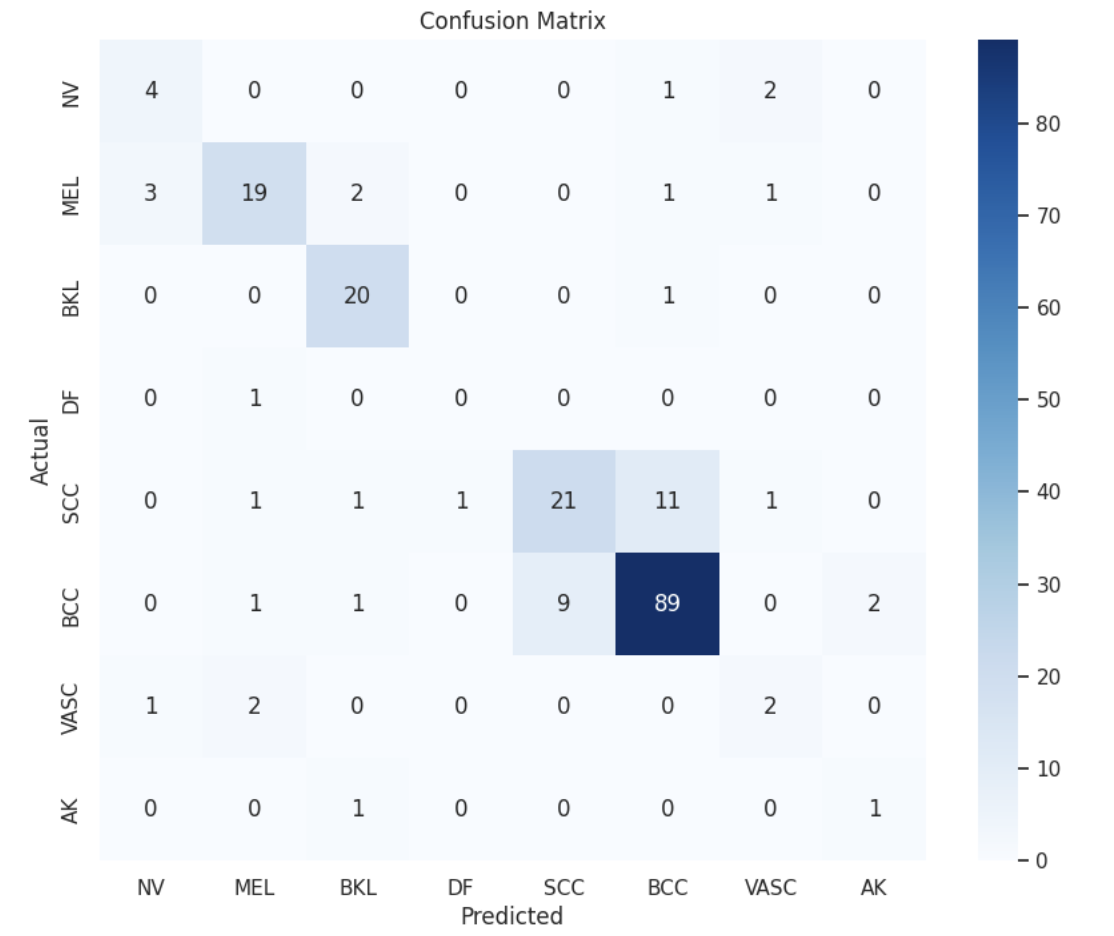 Confusion Matrix
NV 4 0 0 0 0 1 2 0
MEL 3 19 2 0 0 1 1 0
BKL 0 0 20 0 0 1 0 0
DF 0 1 0 0 0 0 0 0
SCC 0 1 1 1 21 11 1 0
BCC 0 1 1 0 9 89 0 2
VASC 1 2 0 0 0 0 2 0
AK 0 0 1 0 0 0 0 1
NV MEL BKL DF SCC BCC VASC AK
Predicted
Actual
80
70
60
50
40
30
20
10
0